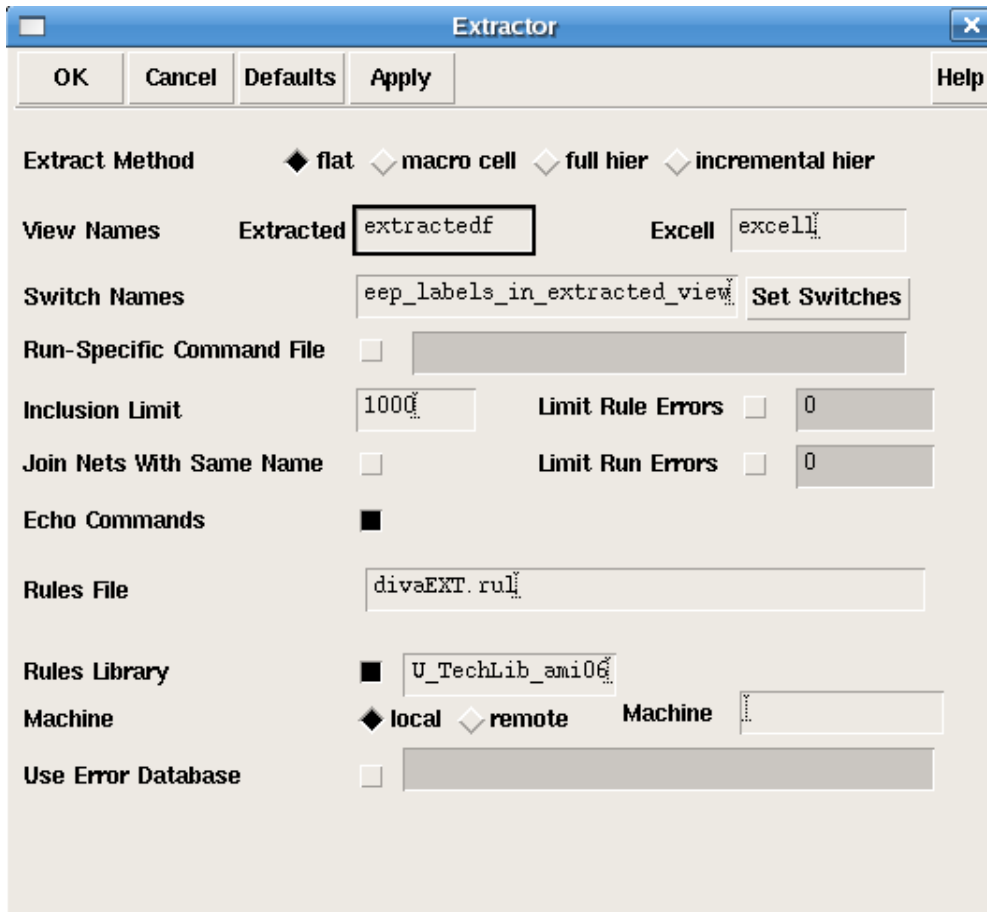 Extractor
OK Cancel Defaults Apply Help
Extract Method flat macro cell full hier incremental hier
View Names Extracted extractedf Excell excell
Switch Names eep_labels_in_extracted_view Set Switches
Run-Specific Command File
Inclusion Limit 1000 Limit Rule Errors 0
Join Nets With Same Name Limit Run Errors 0
Echo Commands
Rules File divaEXT.rul
Rules Library U_TechLib_ami06
Machine local remote Machine
Use Error Database